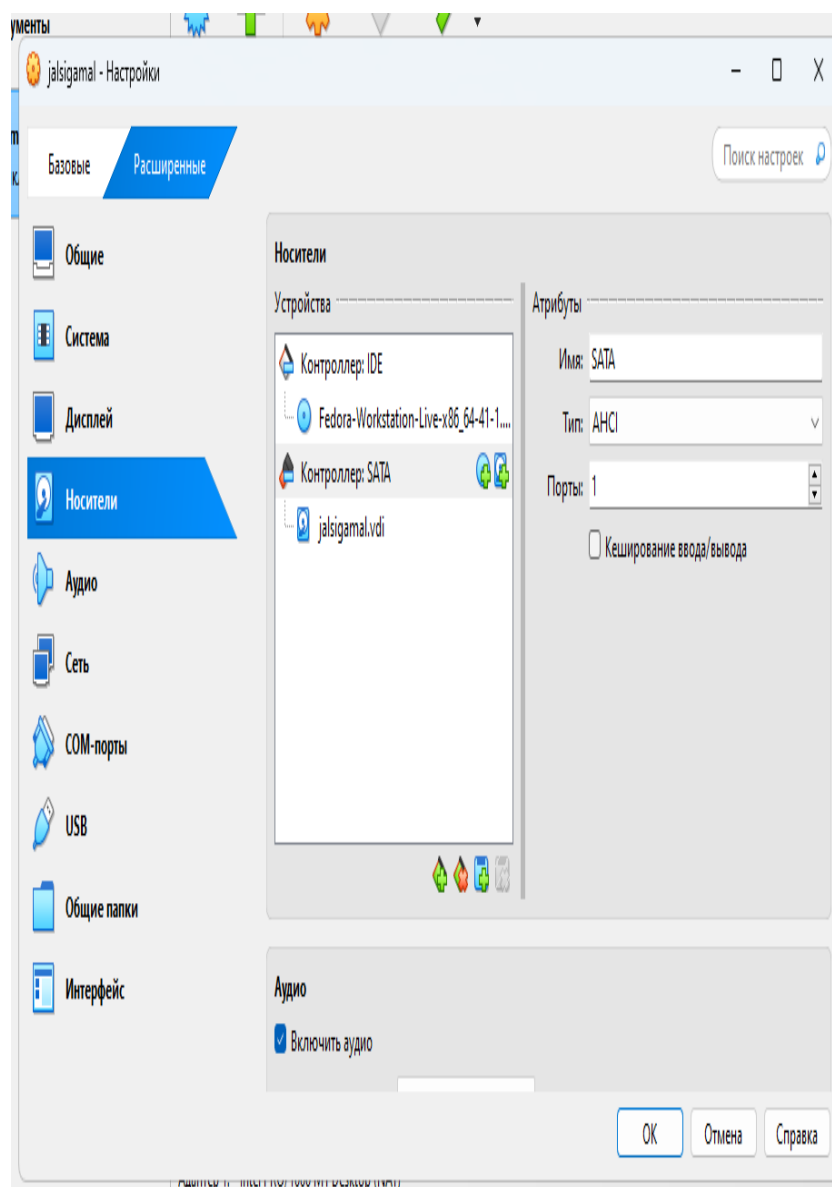 ументы
jalsigamal - Настройки
Базовые
Расширенные
Поиск настроек
Общие
Система
Дисплей
Носители
Аудио
Сеть
COM-порты
USB
Общие папки
Интерфейс
Носители
Устройства
Контроллер: IDE
Fedora-Workstation-Live-x86_64-41-1....
Контроллер: SATA
jalsigamal.vdi
Атрибуты
Имя: SATA
Тип: AHCI
Порты: 1
Кеширование ввода/вывода
Аудио
Включить аудио
OK
Отмена
Справка